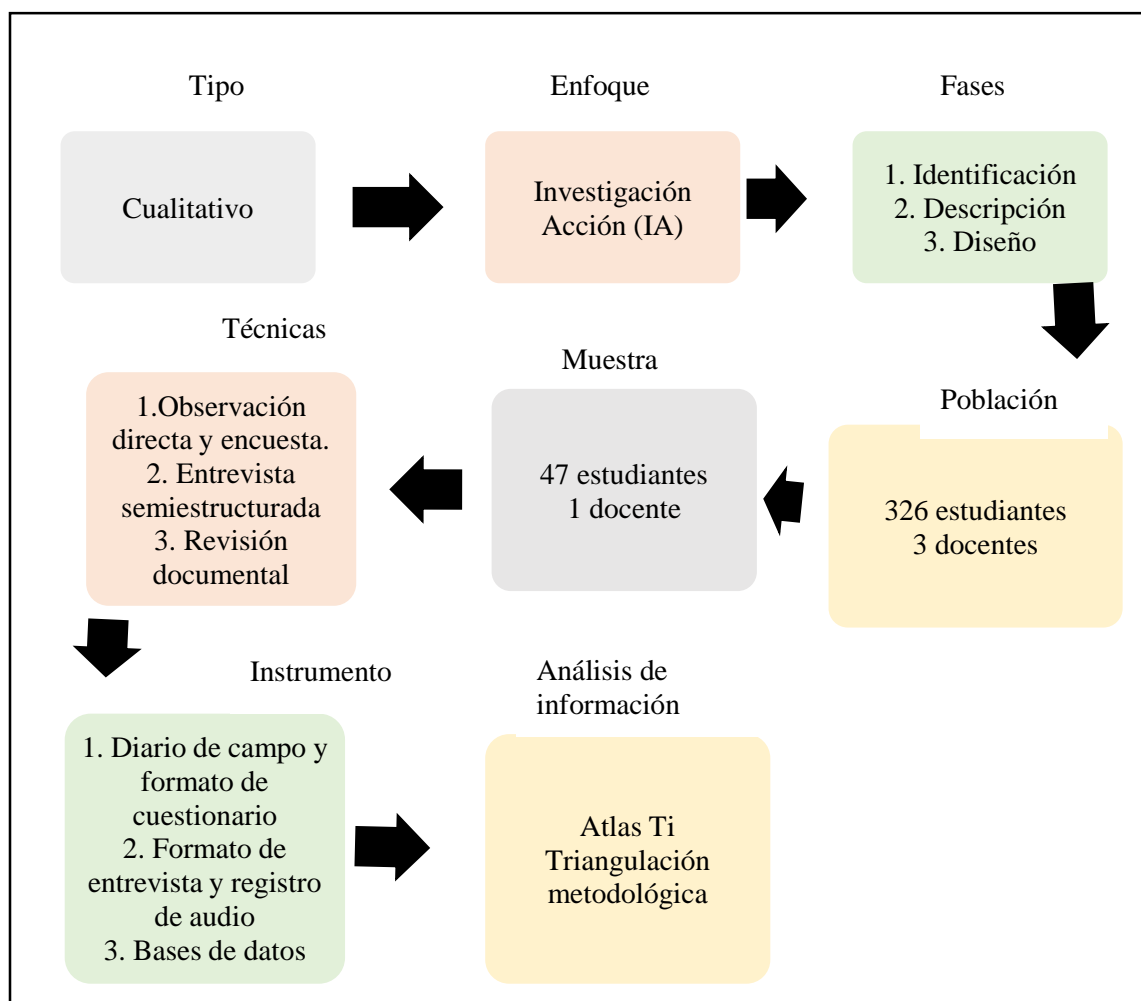 Tipo
Cualitativo
Enfoque
Investigación
Acción (IA)
Fases
1. Identificación
2. Descripción
3. Diseño
Población
326 estudiantes
3 docentes
Muestra
47 estudiantes
1 docente
Técnicas
1.Observación
directa y encuesta.
2. Entrevista
semiestructurada
3. Revisión
documental
Instrumento
1. Diario de campo y
formato de
cuestionario
2. Formato de
entrevista y registro
de audio
3. Bases de datos
Análisis de
información
Atlas Ti
Triangulación
metodológica